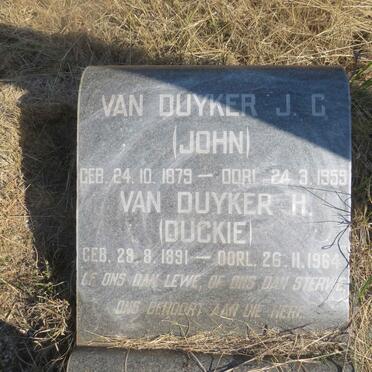 VAN DUYKER J. C.
(JOHN)
GEB. 24. 10. 1879 — OORL. 24. 3. 1959
VAN DUYKER H.
(DUCKIE)
GEB. 29. 8. 1891 — OORL. 26. 11. 1964
OF ONS DAN LEWE, OF ONS DAN STERWE
ONS BEHOORT AAN DIE HERE.